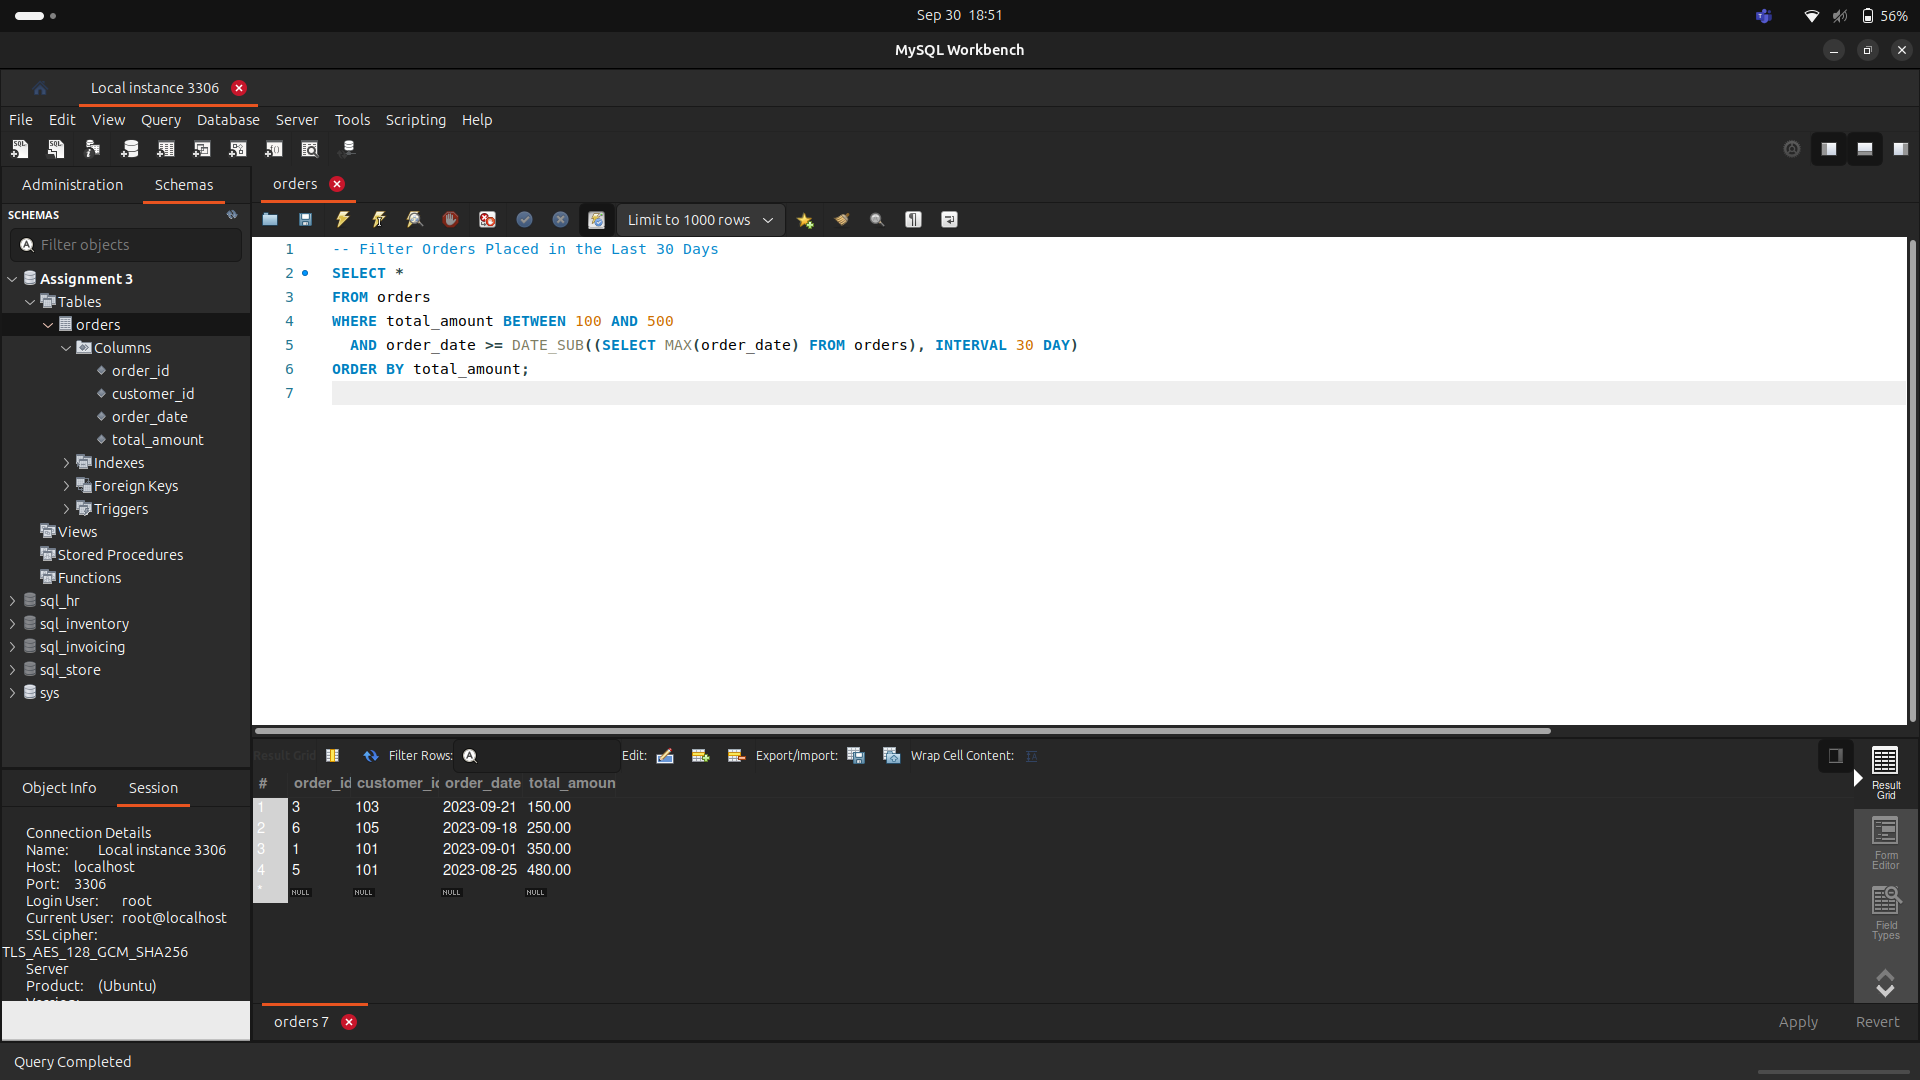 Sep 30 18:51
56%
MySQL Workbench
Local instance 3306
File Edit View Query Database Server Tools Scripting Help
Administration Schemas
orders
SCHEMAS
Filter objects
Limit to 1000 rows
Assignment 3
Tables
orders
Columns
order_id
customer_id
order_date
total_amount
Indexes
Foreign Keys
Triggers
Views
Stored Procedures
Functions
sql_hr
sql_inventory
sql_invoicing
sql_store
sys
1 -- Filter Orders Placed in the Last 30 Days
2 SELECT *
3 FROM orders
4 WHERE total_amount BETWEEN 100 AND 500
5 AND order_date >= DATE_SUB((SELECT MAX(order_date) FROM orders), INTERVAL 30 DAY)
6 ORDER BY total_amount;
7
Result Grid Filter Rows: Edit: Export/Import: Wrap Cell Content:
# order_id customer_id order_date total_amoun
1 3 103 2023-09-21 150.00
2 6 105 2023-09-18 250.00
3 1 101 2023-09-01 350.00
4 5 101 2023-08-25 480.00
* NULL NULL NULL NULL
Result
Grid
Form
Editor
Field
Types
Object Info Session
Connection Details
Name: Local instance 3306
Host: localhost
Port: 3306
Login User: root
Current User: root@localhost
SSL cipher:
TLS_AES_128_GCM_SHA256
Server
Product: (Ubuntu)
orders 7
Apply Revert
Query Completed